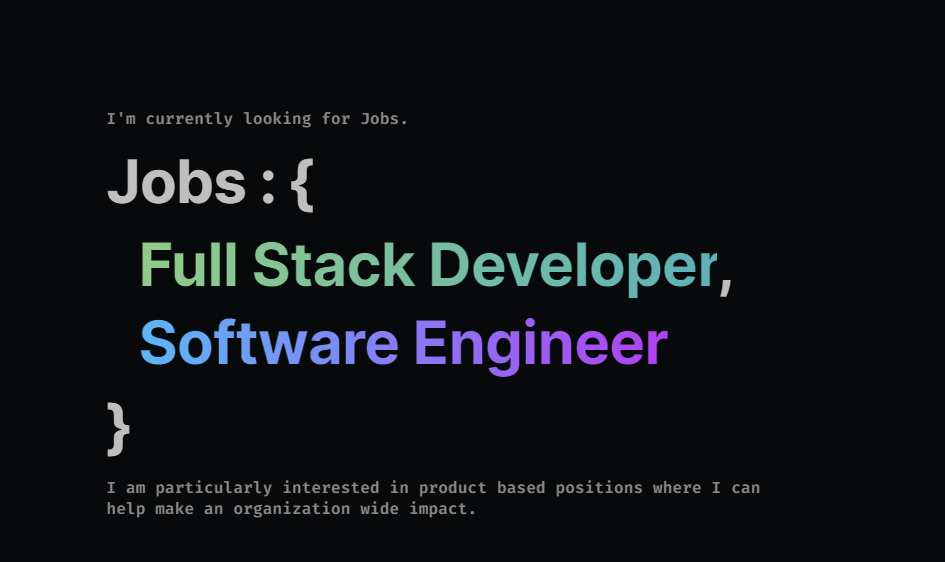 I'm currently looking for Jobs.
Jobs : {
Full Stack Developer,
Software Engineer
}
I am particularly interested in product based positions where I can
help make an organization wide impact.